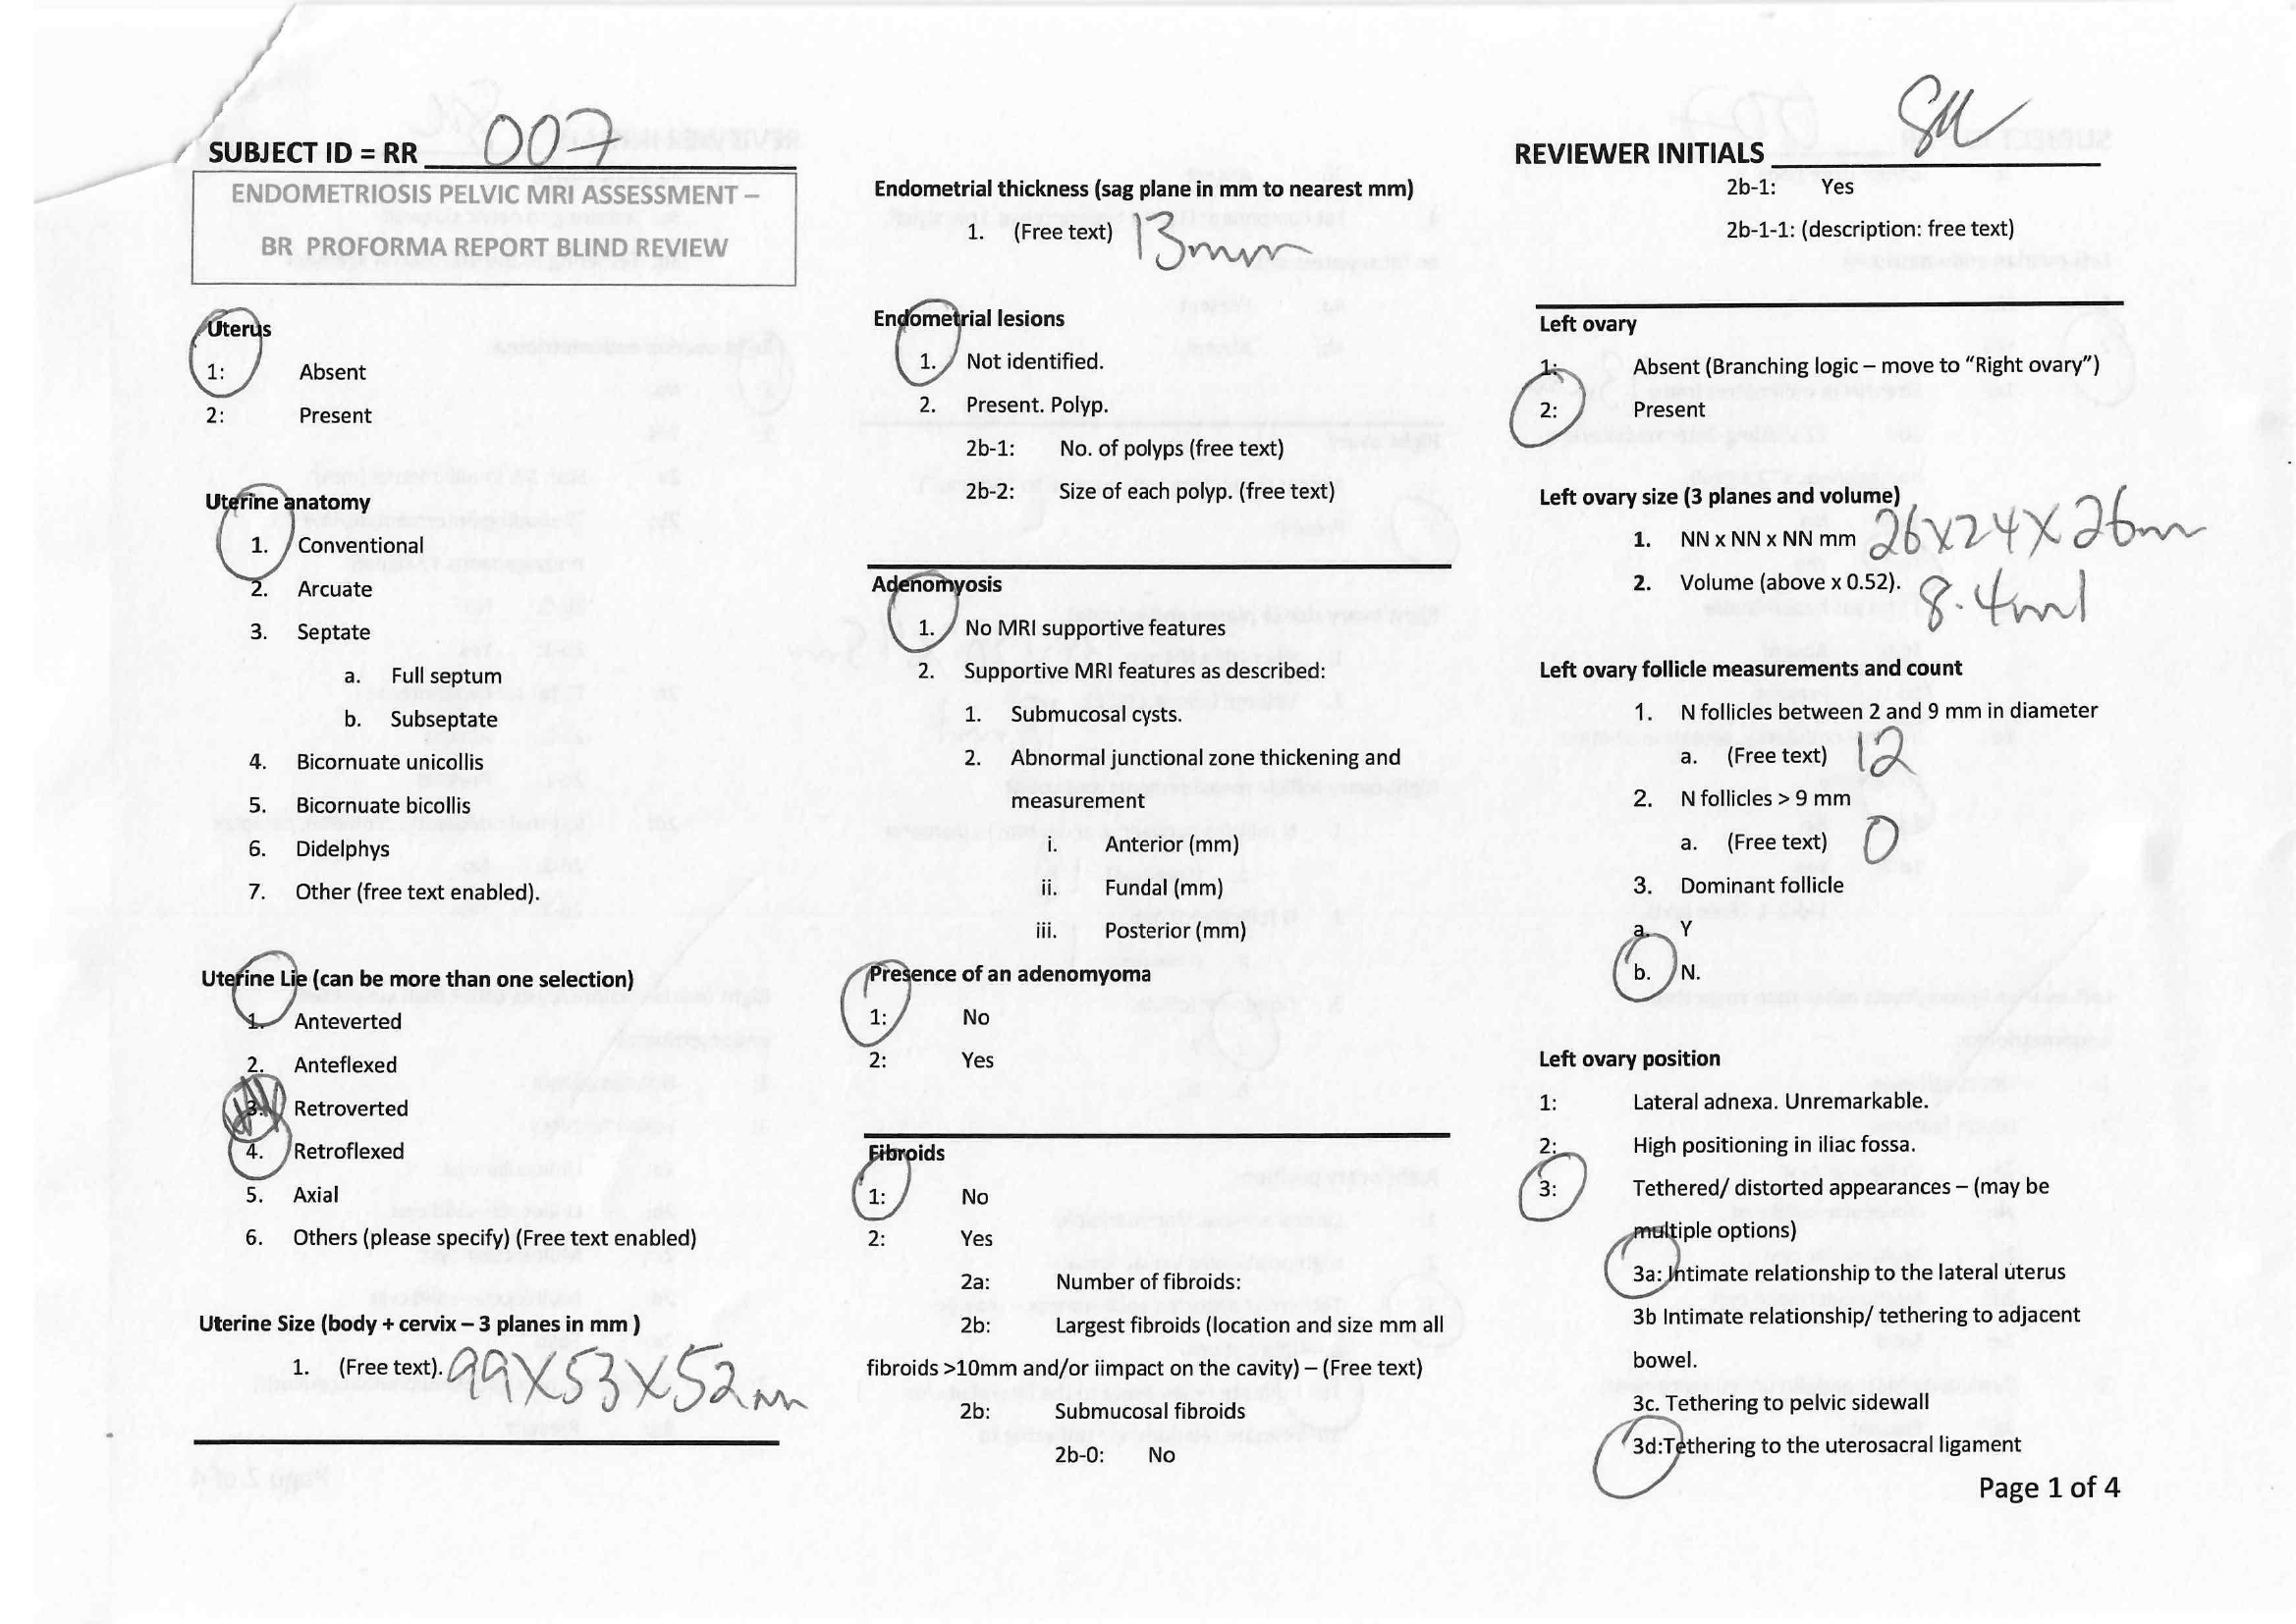 SUBJECT ID = RR 007
ENDOMETRIOSIS PELVIC MRI ASSESSMENT –
BR PROFORMA REPORT BLIND REVIEW
Uterus
1: Absent
2: Present
Uterine anatomy
1. Conventional
2. Arcuate
3. Septate
a. Full septum
b. Subseptate
4. Bicornuate unicollis
5. Bicornuate bicollis
6. Didelphys
7. Other (free text enabled).
Uterine Lie (can be more than one selection)
1. Anteverted
2. Anteflexed
3. Retroverted
4. Retroflexed
5. Axial
6. Others (please specify) (Free text enabled)
Uterine Size (body + cervix – 3 planes in mm )
1. (Free text). 99X53X52mm
Endometrial thickness (sag plane in mm to nearest mm)
1. (Free text) 13mm
Endometrial lesions
1. Not identified.
2. Present. Polyp.
2b-1: No. of polyps (free text)
2b-2: Size of each polyp. (free text)
Adenomyosis
1. No MRI supportive features
2. Supportive MRI features as described:
1. Submucosal cysts.
2. Abnormal junctional zone thickening and
measurement
i. Anterior (mm)
ii. Fundal (mm)
iii. Posterior (mm)
Presence of an adenomyoma
1: No
2: Yes
Fibroids
1: No
2: Yes
2a: Number of fibroids:
2b: Largest fibroids (location and size mm all
fibroids >10mm and/or iimpact on the cavity) – (Free text)
2b: Submucosal fibroids
2b-0: No
REVIEWER INITIALS
2b-1: Yes
2b-1-1: (description: free text)
Left ovary
1: Absent (Branching logic – move to “Right ovary”)
2: Present
Left ovary size (3 planes and volume)
1. NN x NN x NN mm 26X24X26mm
2. Volume (above x 0.52). 8.4ml
Left ovary follicle measurements and count
1. N follicles between 2 and 9 mm in diameter
a. (Free text) 12
2. N follicles > 9 mm
a. (Free text) 0
3. Dominant follicle
a. Y
b. N.
Left ovary position
1: Lateral adnexa. Unremarkable.
2: High positioning in iliac fossa.
3: Tethered/ distorted appearances – (may be
multiple options)
3a: Intimate relationship to the lateral uterus
3b Intimate relationship/ tethering to adjacent
bowel.
3c. Tethering to pelvic sidewall
3d:Tethering to the uterosacral ligament
Page 1 of 4